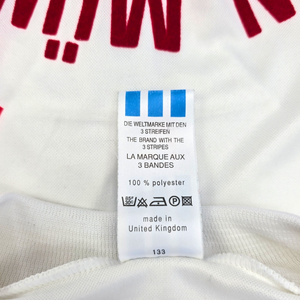 MÜN
DIE WELTMARKE MIT DEN
3 STREIFEN
THE BRAND WITH THE
3 STRIPES
LA MARQUE AUX
3 BANDES
100 % polyester
made in
United Kingdom
133